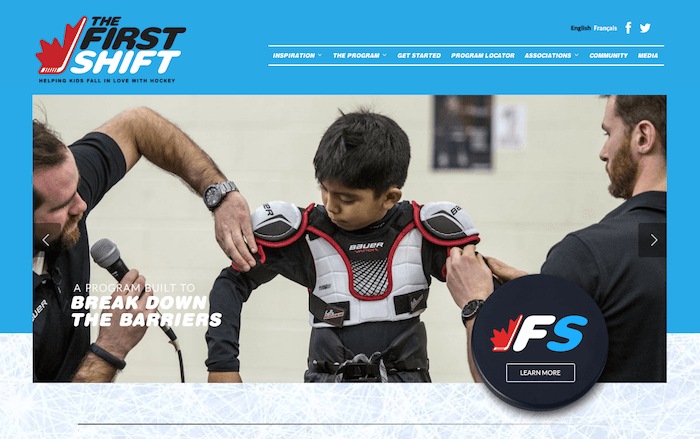 THE
FIRST
SHIFT
HELPING KIDS FALL IN LOVE WITH HOCKEY
English Français
INSPIRATION THE PROGRAM GET STARTED PROGRAM LOCATOR ASSOCIATIONS COMMUNITY MEDIA
BAUER
A PROGRAM BUILT TO
BREAK DOWN
THE BARRIERS
FS
LEARN MORE